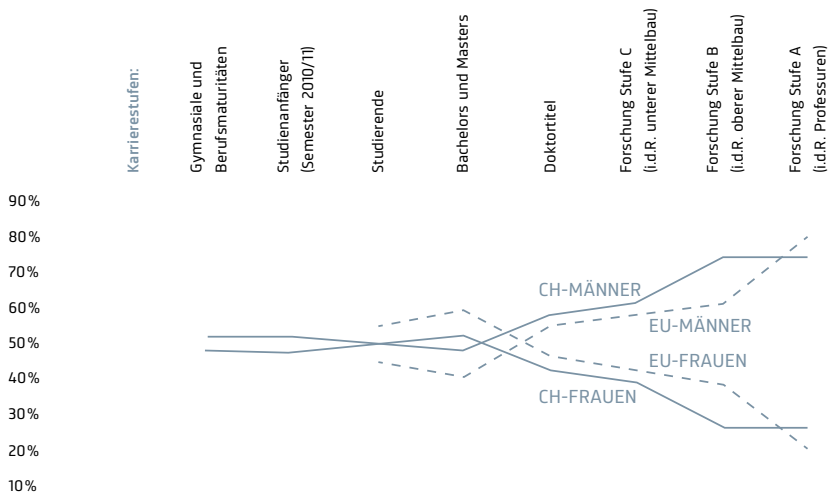 Karrierestufen:
Gymnasiale und
Berufsmaturitäten
Studienanfänger
(Semester 2010/11)
Studierende
Bachelors und Masters
Doktortitel
Forschung Stufe C
(i.d.R. unterer Mittelbau)
Forschung Stufe B
(i.d.R. oberer Mittelbau)
Forschung Stufe A
(i.d.R. Professuren)
90%
80%
70%
60%
50%
40%
30%
20%
10%
CH-MÄNNER
EU-MÄNNER
EU-FRAUEN
CH-FRAUEN